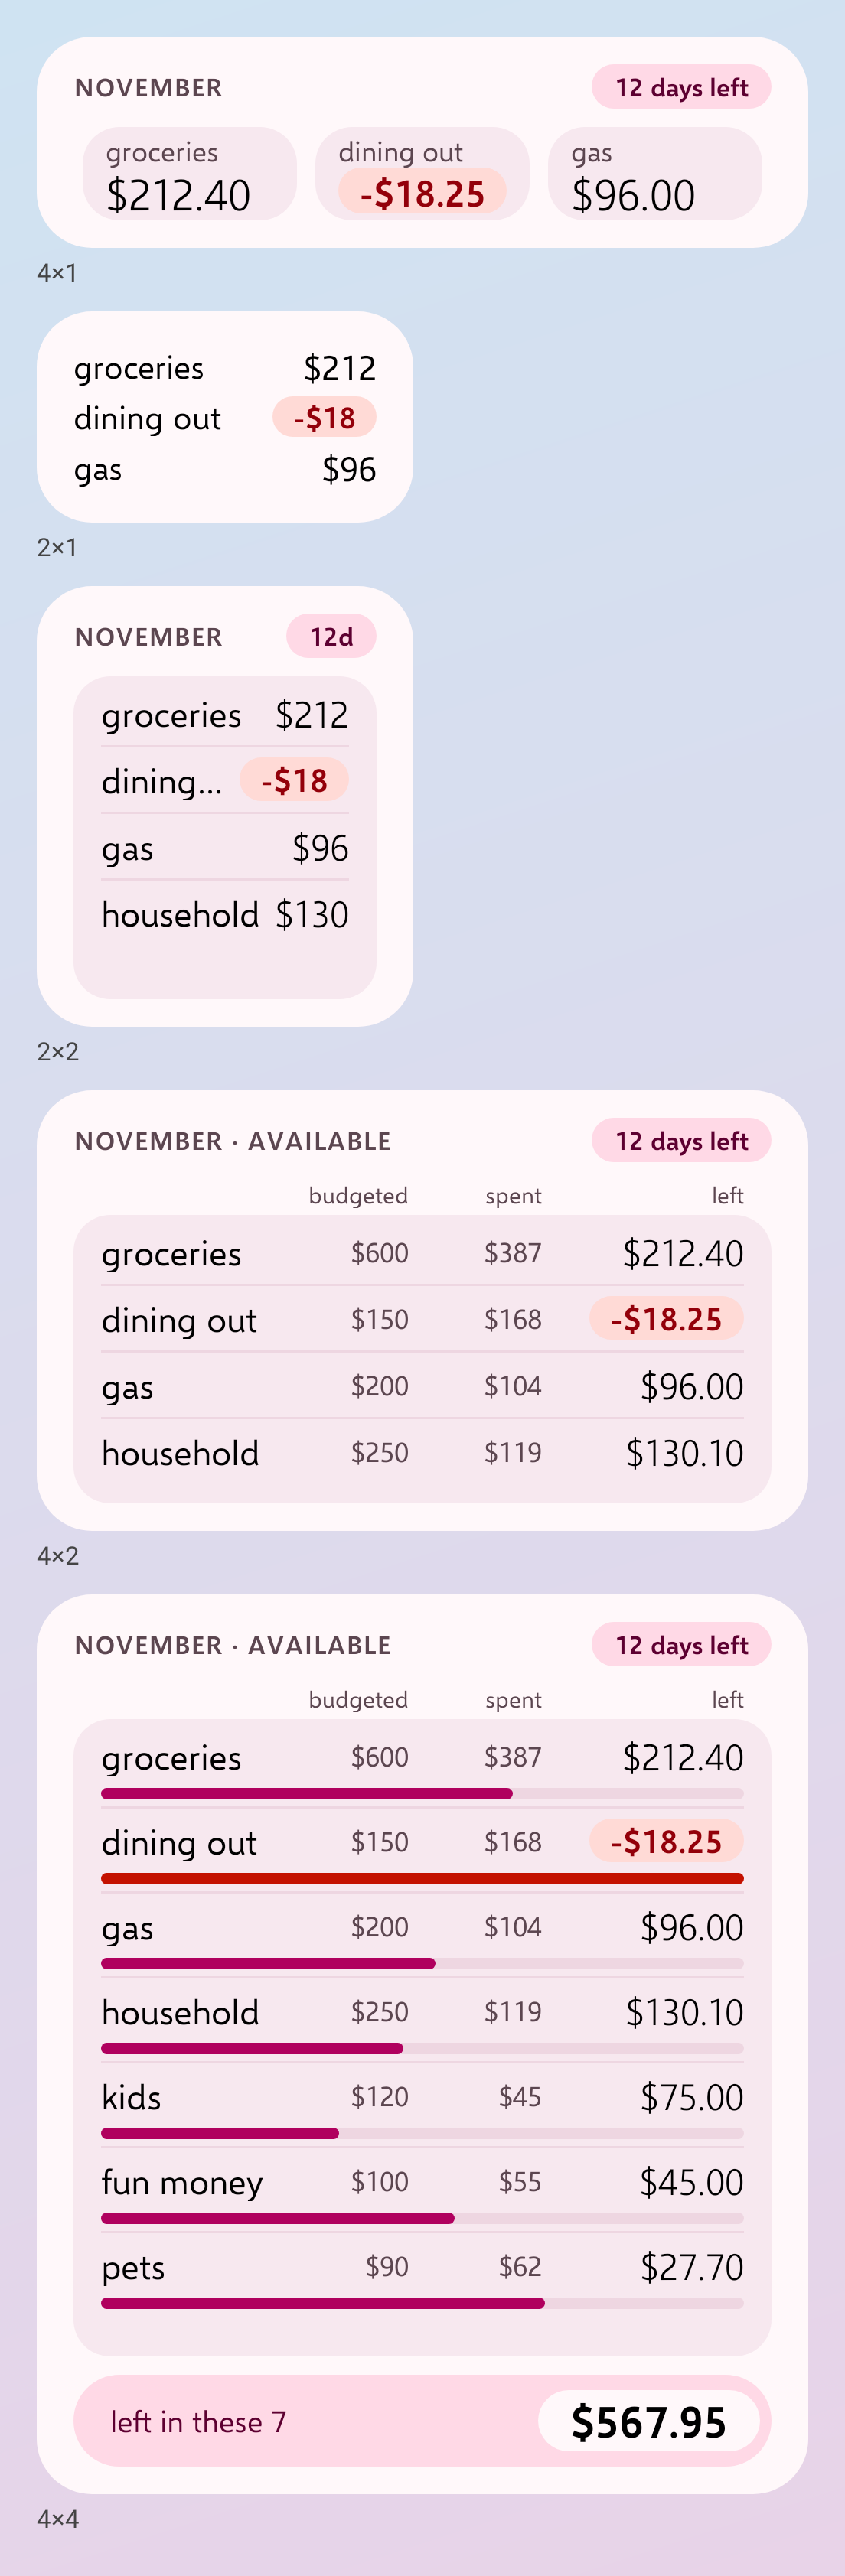 NOVEMBER 12 days left
groceries dining out gas
$212.40 -$18.25 $96.00
4×1
groceries $212
dining out -$18
gas $96
2×1
NOVEMBER 12d
groceries $212
dining... -$18
gas $96
household $130
2×2
NOVEMBER · AVAILABLE 12 days left
budgeted spent left
groceries $600 $387 $212.40
dining out $150 $168 -$18.25
gas $200 $104 $96.00
household $250 $119 $130.10
4×2
NOVEMBER · AVAILABLE 12 days left
budgeted spent left
groceries $600 $387 $212.40
dining out $150 $168 -$18.25
gas $200 $104 $96.00
household $250 $119 $130.10
kids $120 $45 $75.00
fun money $100 $55 $45.00
pets $90 $62 $27.70
left in these 7 $567.95
4×4